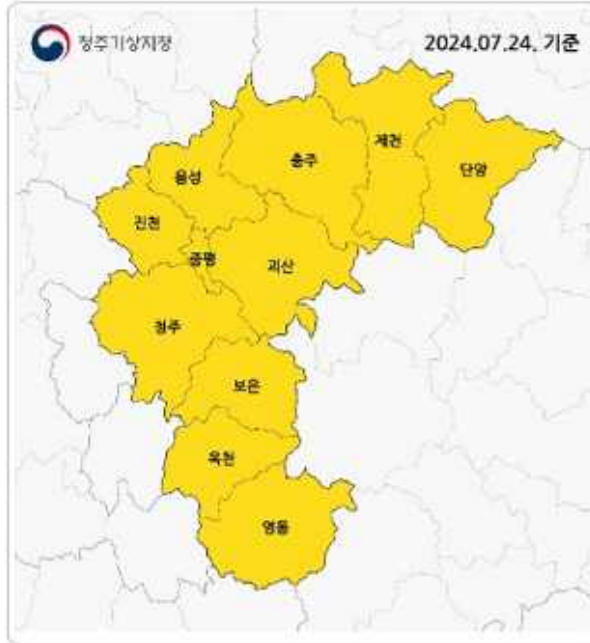 청주기상지청
2024.07.24. 기준
제천
단양
충주
음성
진천
증평
괴산
청주
보은
옥천
영동